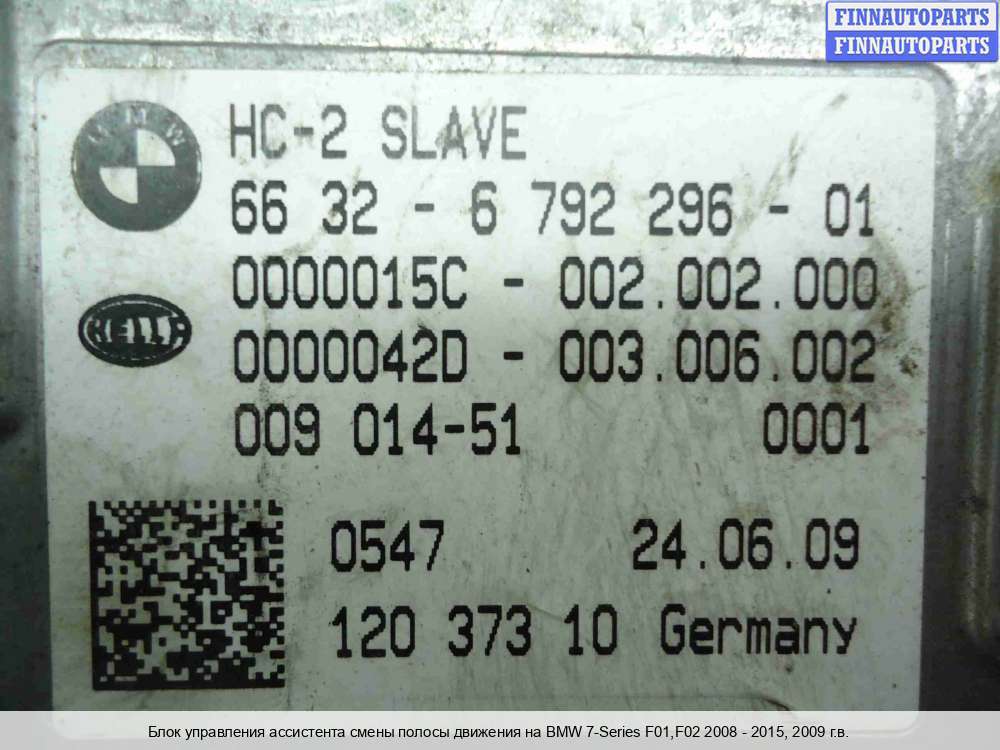 FINNAUTOPARTS
FINNAUTOPARTS
BMW
HC-2 SLAVE
66 32 - 6 792 296 - 01
0000015C - 002.002.000
HELLA
0000042D - 003.006.002
009 014-51 0001
0547 24.06.09
120 373 10 Germany
Блок управления ассистента смены полосы движения на BMW 7-Series F01,F02 2008 - 2015, 2009 г.в.